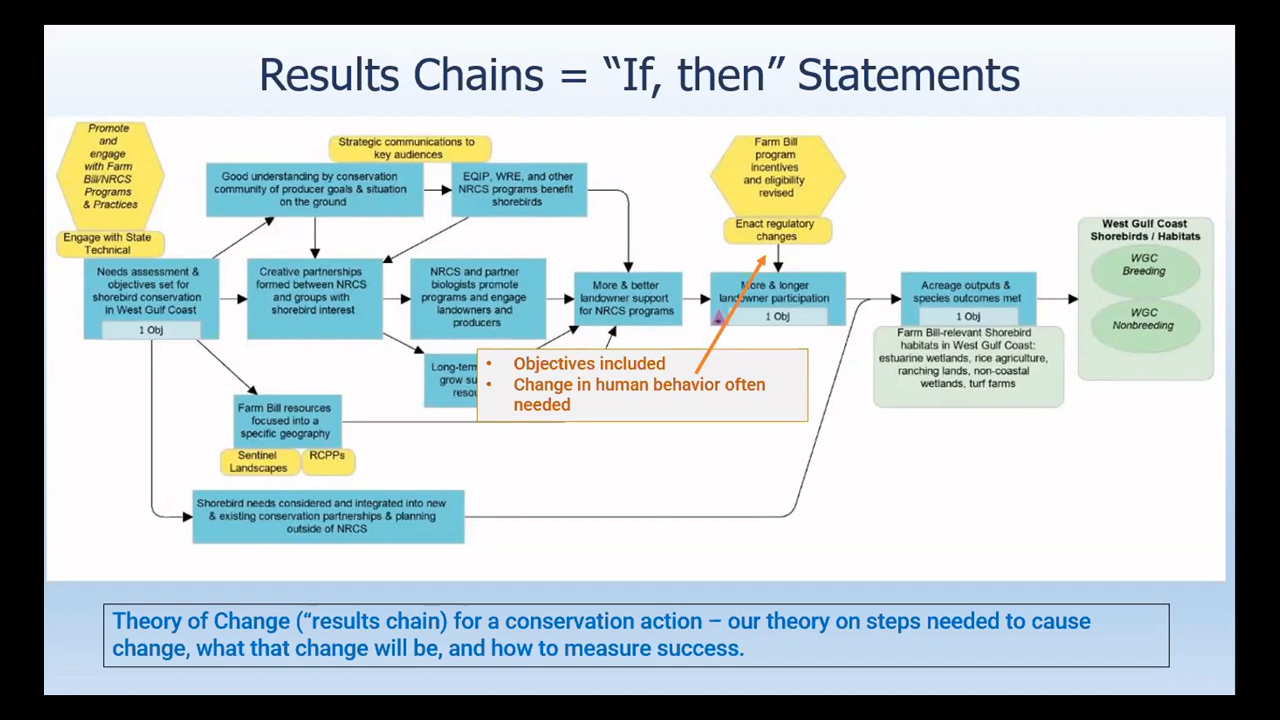 Results Chains = “If, then” Statements
Promote
and
engage
with Farm
Bill/NRCS
Programs
& Practices
Engage with State
Technical
Strategic communications to
key audiences
Good understanding by conservation
community of producer goals & situation
on the ground
EQIP, WRE, and other
NRCS programs benefit
shorebirds
Farm Bill
program
incentives
and eligibility
revised
Enact regulatory
changes
Needs assessment &
objectives set for
shorebird conservation
in West Gulf Coast
1 Obj
Creative partnerships
formed between NRCS
and groups with
shorebird interest
NRCS and partner
biologists promote
programs and engage
landowners and
producers
More & better
landowner support
for NRCS programs
More & longer
landowner participation
1 Obj
Acreage outputs &
species outcomes met
1 Obj
Farm Bill-relevant Shorebird
habitats in West Gulf Coast:
estuarine wetlands, rice agriculture,
ranching lands, non-coastal
wetlands, turf farms
West Gulf Coast
Shorebirds / Habitats
WGC
Breeding
WGC
Nonbreeding
Long-term
grow
• Objectives included
• Change in human behavior often
needed
Farm Bill resources
focused into a
specific geography
Sentinel
Landscapes
RCPPs
Shorebird needs considered and integrated into new
& existing conservation partnerships & planning
outside of NRCS
Theory of Change (“results chain) for a conservation action – our theory on steps needed to cause
change, what that change will be, and how to measure success.